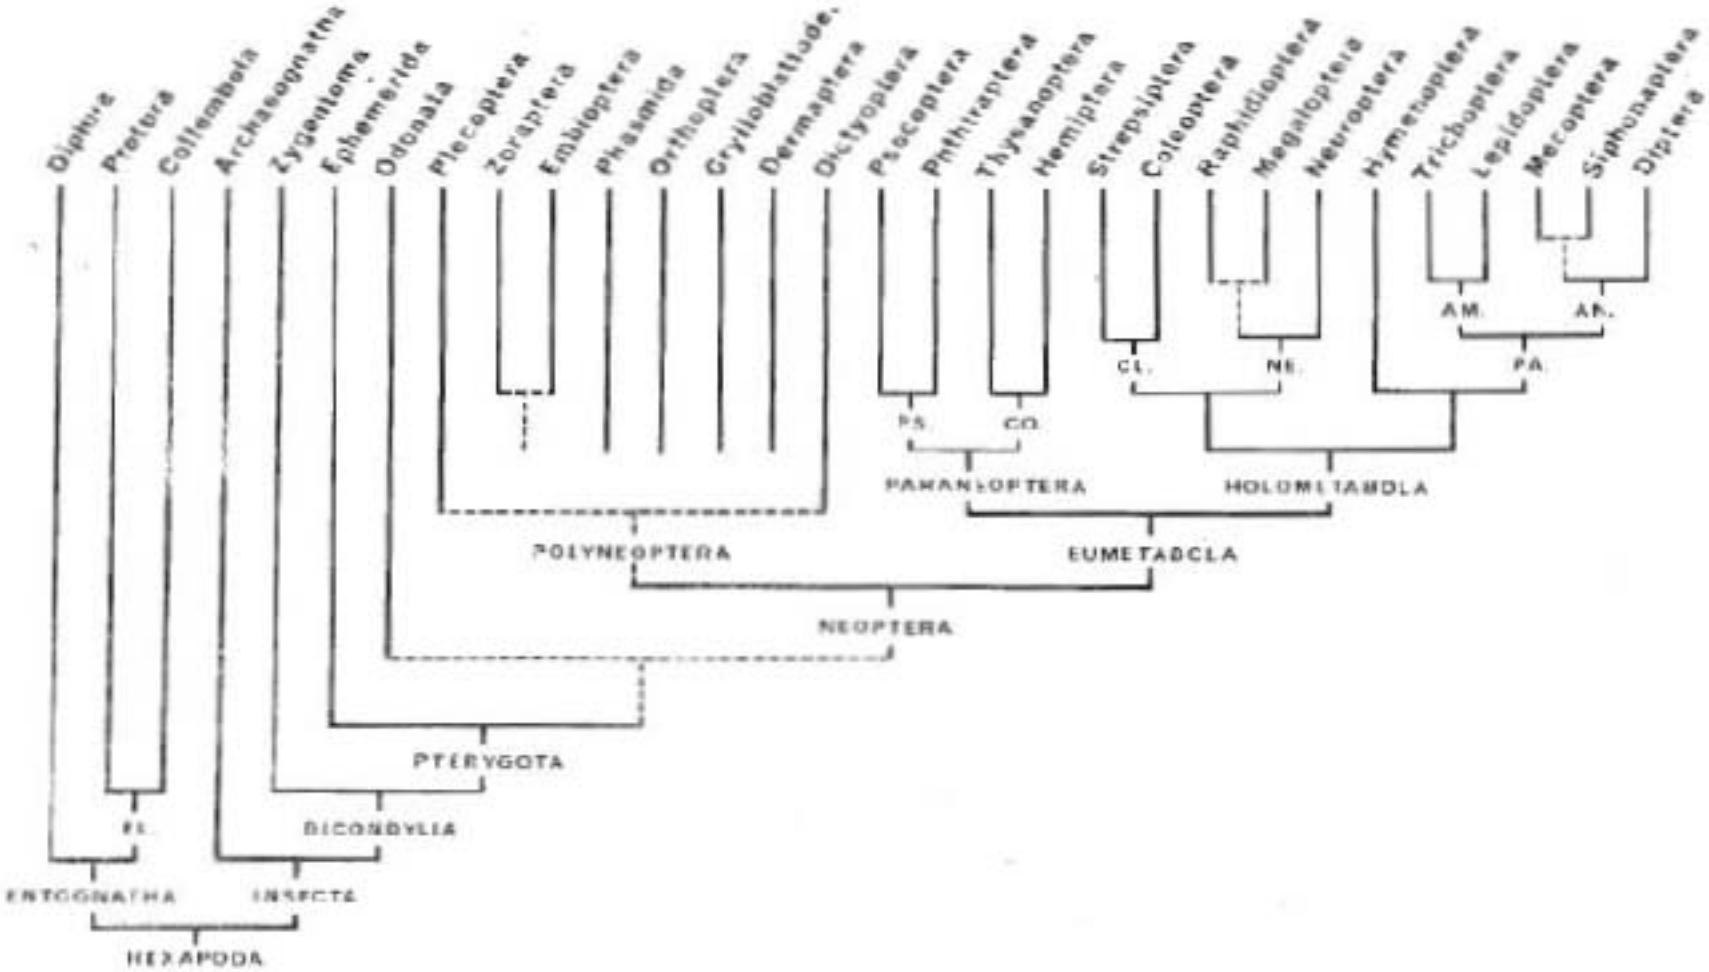 Diplura
Protura
Collembola
Archaeognatha
Zygentoma
Ephemerida
Odonata
Plecoptera
Zoraptera
Embioptera
Phasmida
Orthoptera
Grylloblattodea
Dermaptera
Dictyoptera
Psocoptera
Phthiraptera
Thysanoptera
Hemiptera
Strepsiptera
Coleoptera
Raphidioptera
Megaloptera
Neuroptera
Hymenoptera
Trichoptera
Lepidoptera
Mecoptera
Siphonaptera
Diptera
AM.
AN.
CL.
NE.
PA.
PS.
CO.
PARANEOPTERA
HOLOMETABOLA
POLYNEOPTERA
EUMETABOLA
NEOPTERA
PTERYGOTA
EL.
DICONDYLIA
ENTOGNATHA
INSECTA
HEXAPODA